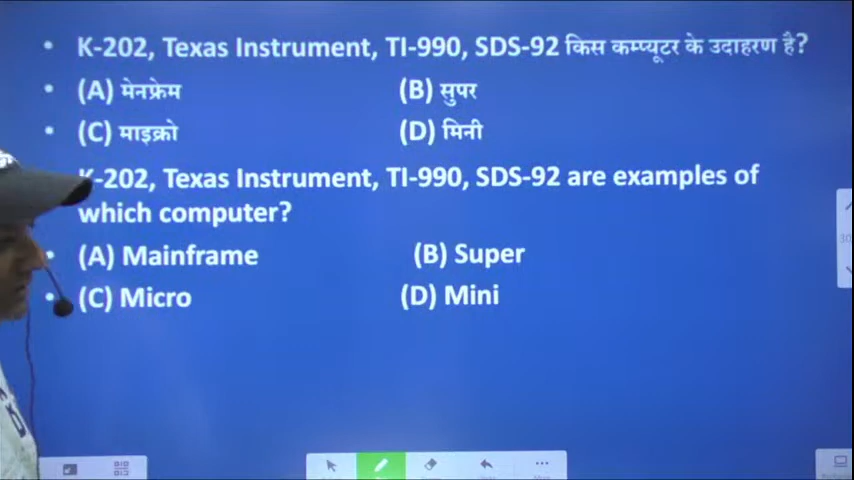 K-202, Texas Instrument, TI-990, SDS-92 किस कम्प्यूटर के उदाहरण है?
(A) मेनफ्रेम (B) सुपर
(C) माइक्रो (D) मिनी
K-202, Texas Instrument, TI-990, SDS-92 are examples of
which computer?
(A) Mainframe (B) Super
(C) Micro (D) Mini